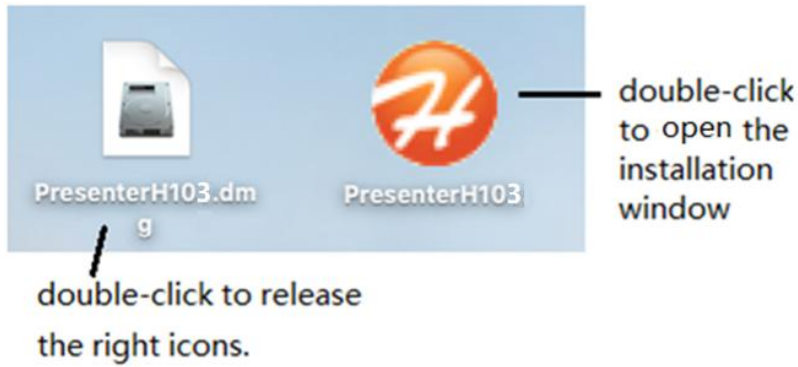 PresenterH103.dm
g
PresenterH103
double-click
to open the
installation
window
double-click to release
the right icons.